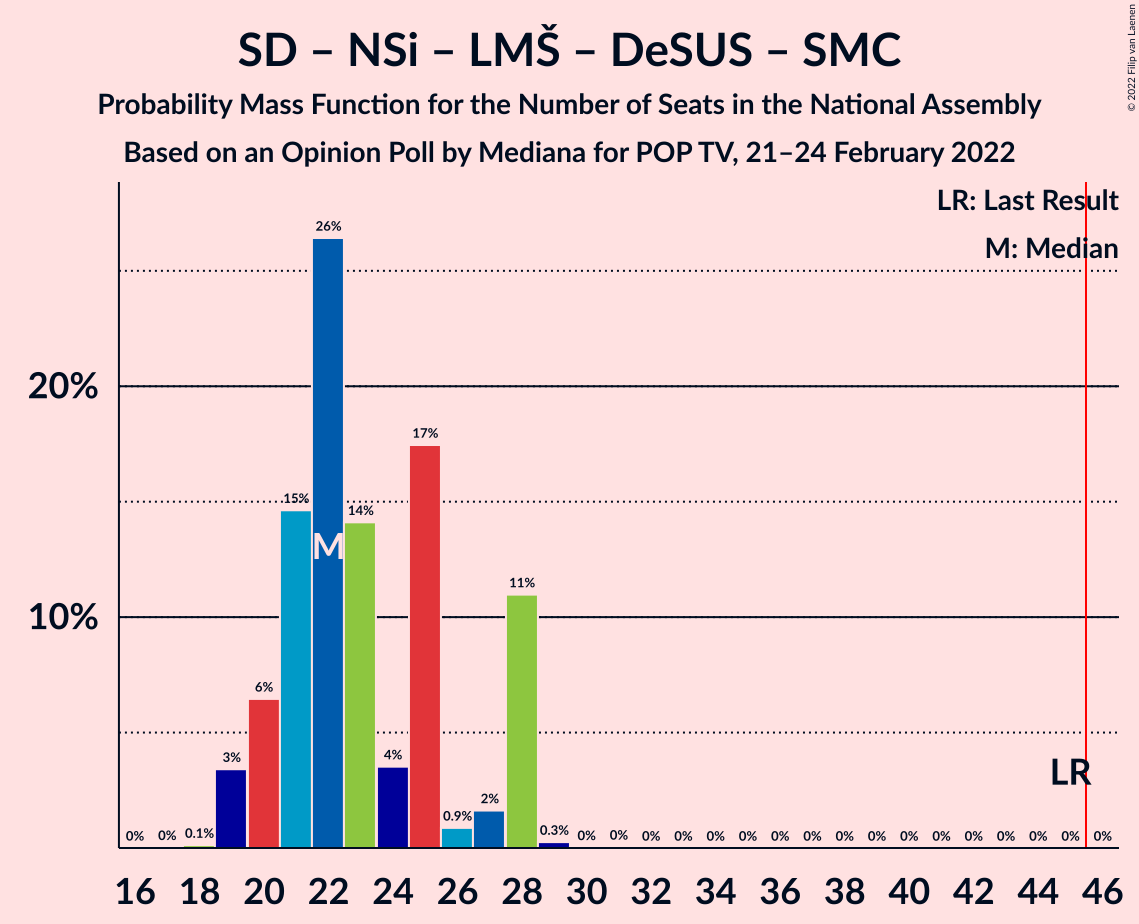 SD – NSi – LMŠ – DeSUS – SMC
Probability Mass Function for the Number of Seats in the National Assembly
Based on an Opinion Poll by Mediana for POP TV, 21–24 February 2022
© 2022 Filip van Laenen
LR: Last Result
M: Median
20%
10%
0% 0% 0.1% 3% 6% 15% 26% 14% 4% 17% 0.9% 2% 11% 0.3% 0% 0% 0% 0% 0% 0% 0% 0% 0% 0% 0% 0% 0% 0% 0% 0% 0%
M
LR
16 18 20 22 24 26 28 30 32 34 36 38 40 42 44 46